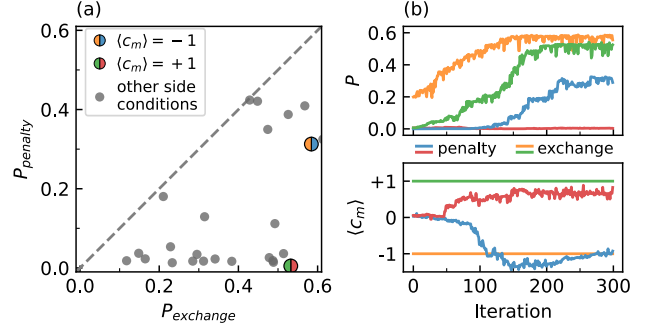 (a)
0.6
0.4
0.2
0.0
P_penalty
⟨c_m⟩ = − 1
⟨c_m⟩ = + 1
other side
conditions
0.0 0.2 0.4 0.6
P_exchange
(b)
0.6
0.4
0.2
0.0
P
penalty exchange
+1
0
-1
⟨c_m⟩
0 100 200 300
Iteration